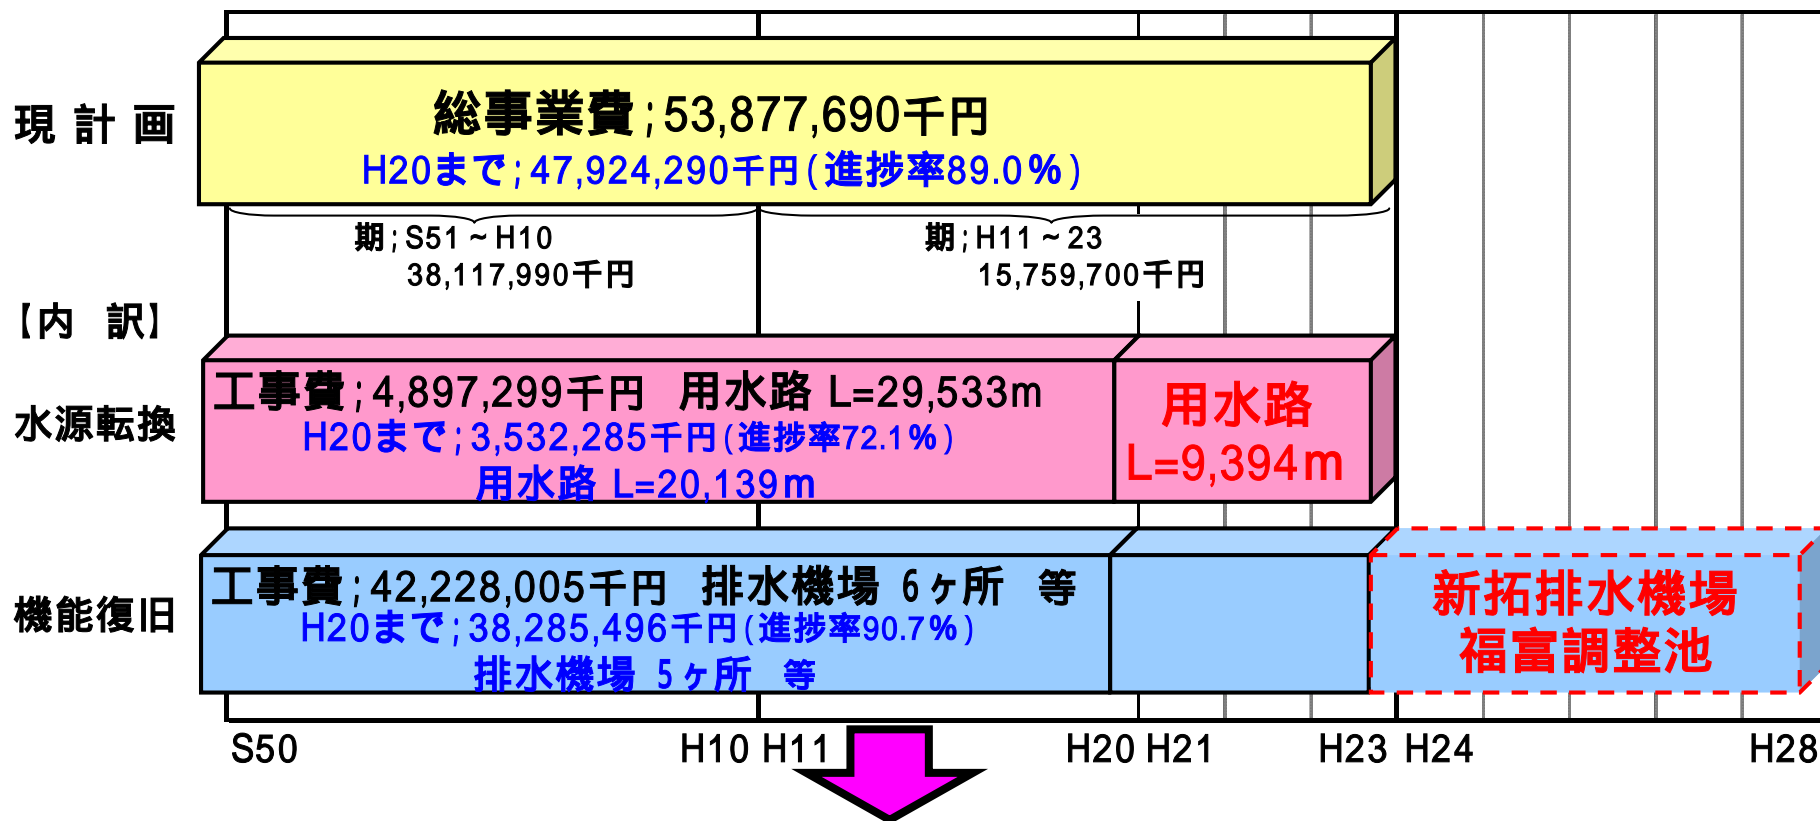 現計画
総事業費;53,877,690千円
H20まで;47,924,290千円(進捗率89.0%)
期;S51~H10
38,117,990千円
期;H11~23
15,759,700千円
【内 訳】
水源転換
工事費;4,897,299千円 用水路 L=29,533m
H20まで;3,532,285千円(進捗率72.1%)
用水路 L=20,139m
用水路
L=9,394m
機能復旧
工事費;42,228,005千円 排水機場 6ヶ所 等
H20まで;38,285,496千円(進捗率90.7%)
排水機場 5ヶ所 等
新拓排水機場
福富調整池
S50 H10 H11 H20 H21 H23 H24 H28